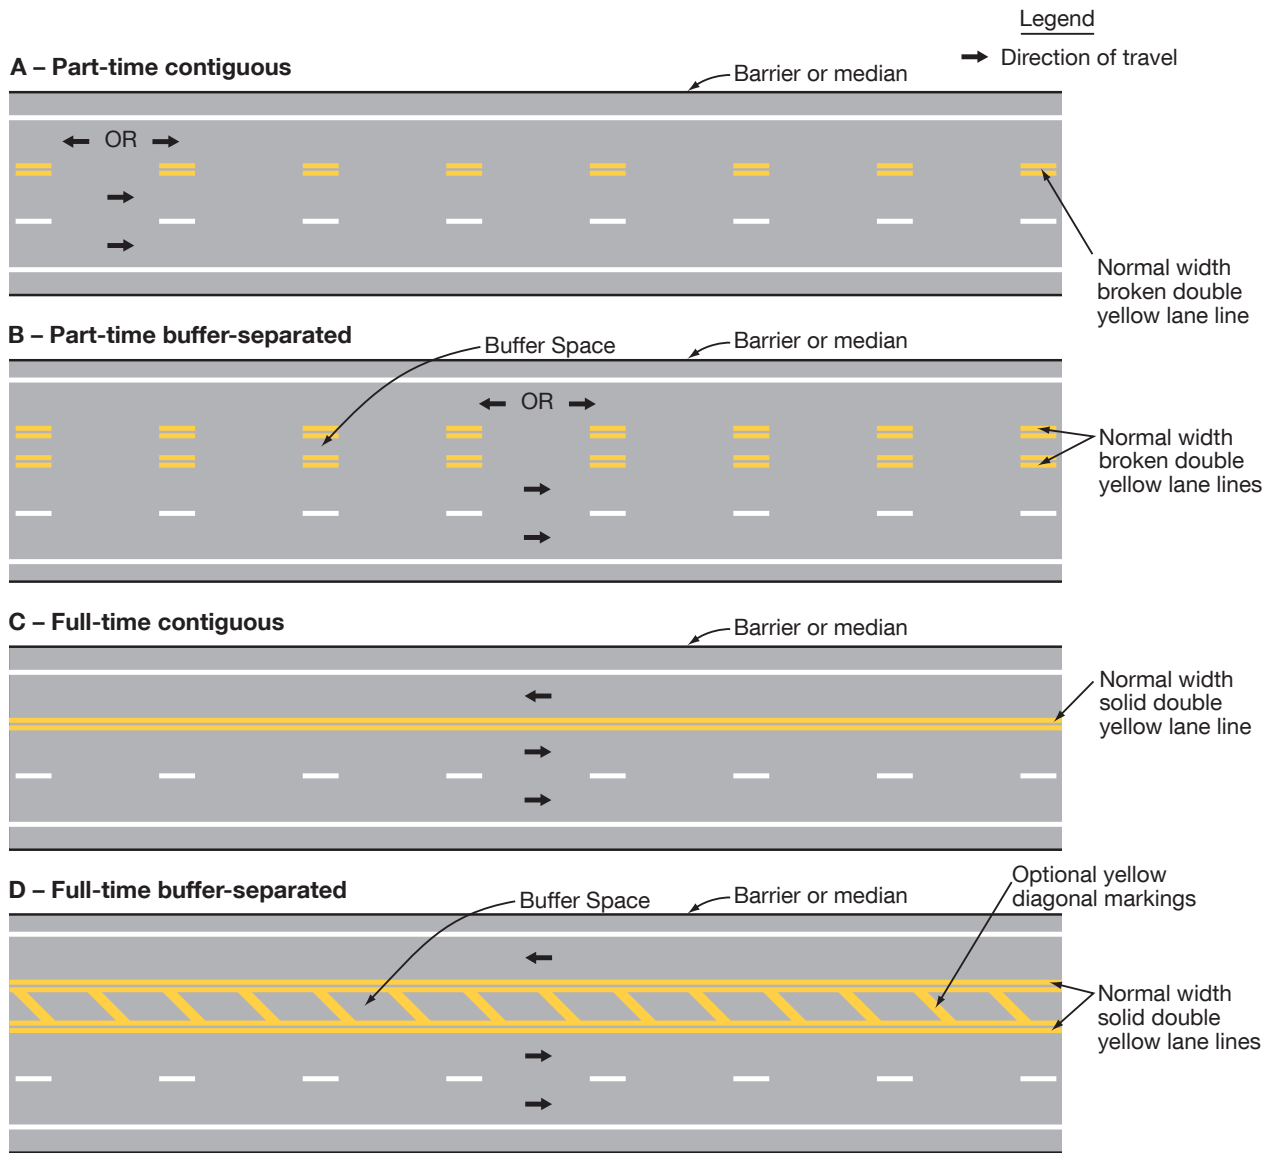 Legend
Direction of travel
A – Part-time contiguous
Barrier or median
OR
Normal width
broken double
yellow lane line
B – Part-time buffer-separated
Buffer Space
Barrier or median
OR
Normal width
broken double
yellow lane lines
C – Full-time contiguous
Barrier or median
Normal width
solid double
yellow lane line
D – Full-time buffer-separated
Buffer Space
Barrier or median
Optional yellow
diagonal markings
Normal width
solid double
yellow lane lines